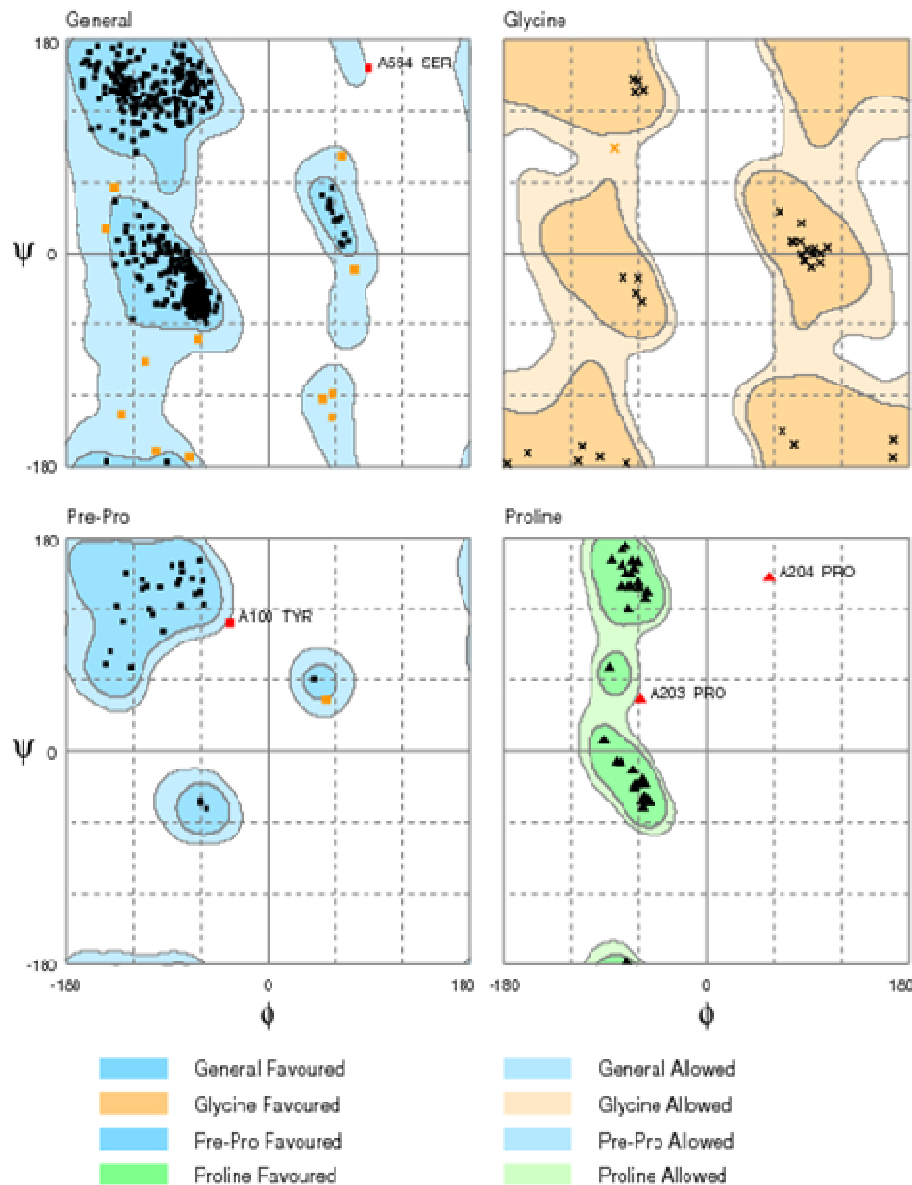 General Glycine
180
A554 SER
ψ 0
-180
Pre-Pro Proline
180
A204 PRO
A100 TYR
A203 PRO
ψ 0
-180
-180 0 180 -180 0 180
ϕ ϕ
General Favoured General Allowed
Glycine Favoured Glycine Allowed
Pre-Pro Favoured Pre-Pro Allowed
Proline Favoured Proline Allowed